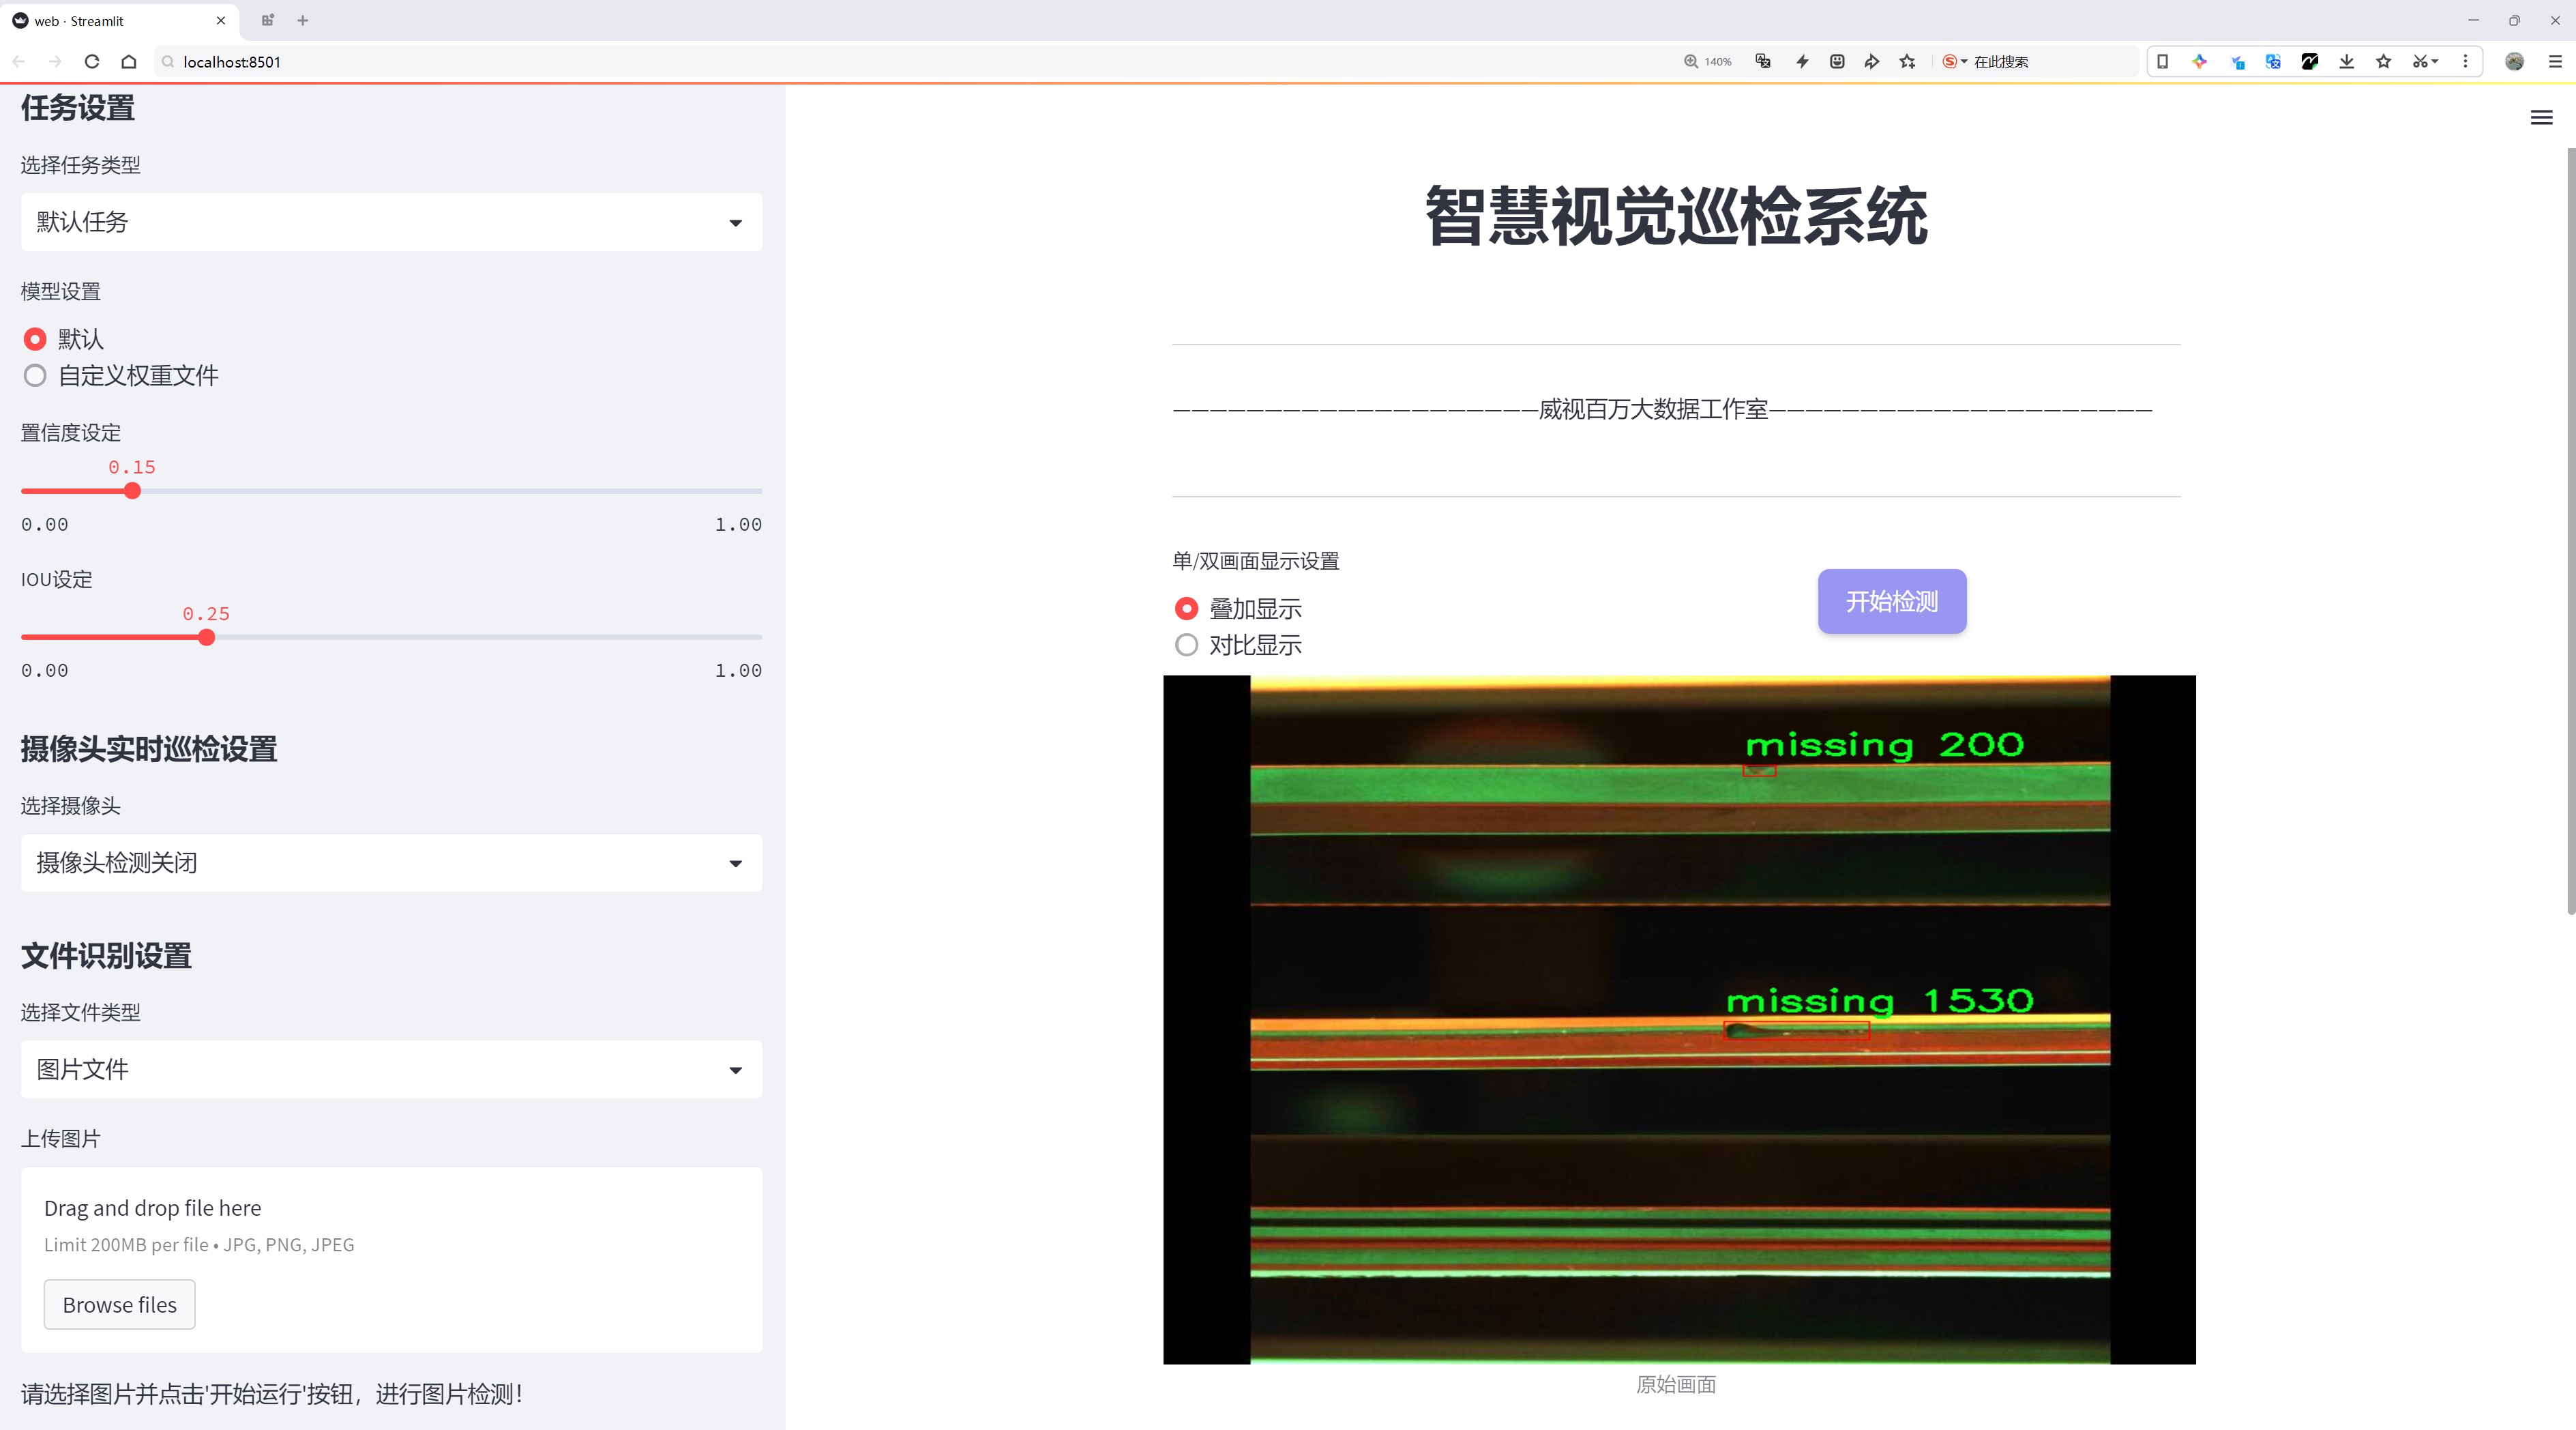 web · Streamlit
localhost:8501
140%
在此搜索
任务设置
选择任务类型
默认任务
模型设置
默认
自定义权重文件
置信度设定
0.15
0.00
1.00
IOU设定
0.25
0.00
1.00
摄像头实时巡检设置
选择摄像头
摄像头检测关闭
文件识别设置
选择文件类型
图片文件
上传图片
Drag and drop file here
Limit 200MB per file • JPG, PNG, JPEG
Browse files
请选择图片并点击'开始运行'按钮，进行图片检测！
智慧视觉巡检系统
————————————————————威视百万大数据工作室—————————————————————
单/双画面显示设置
叠加显示
对比显示
开始检测
missing 200
missing 1530
原始画面